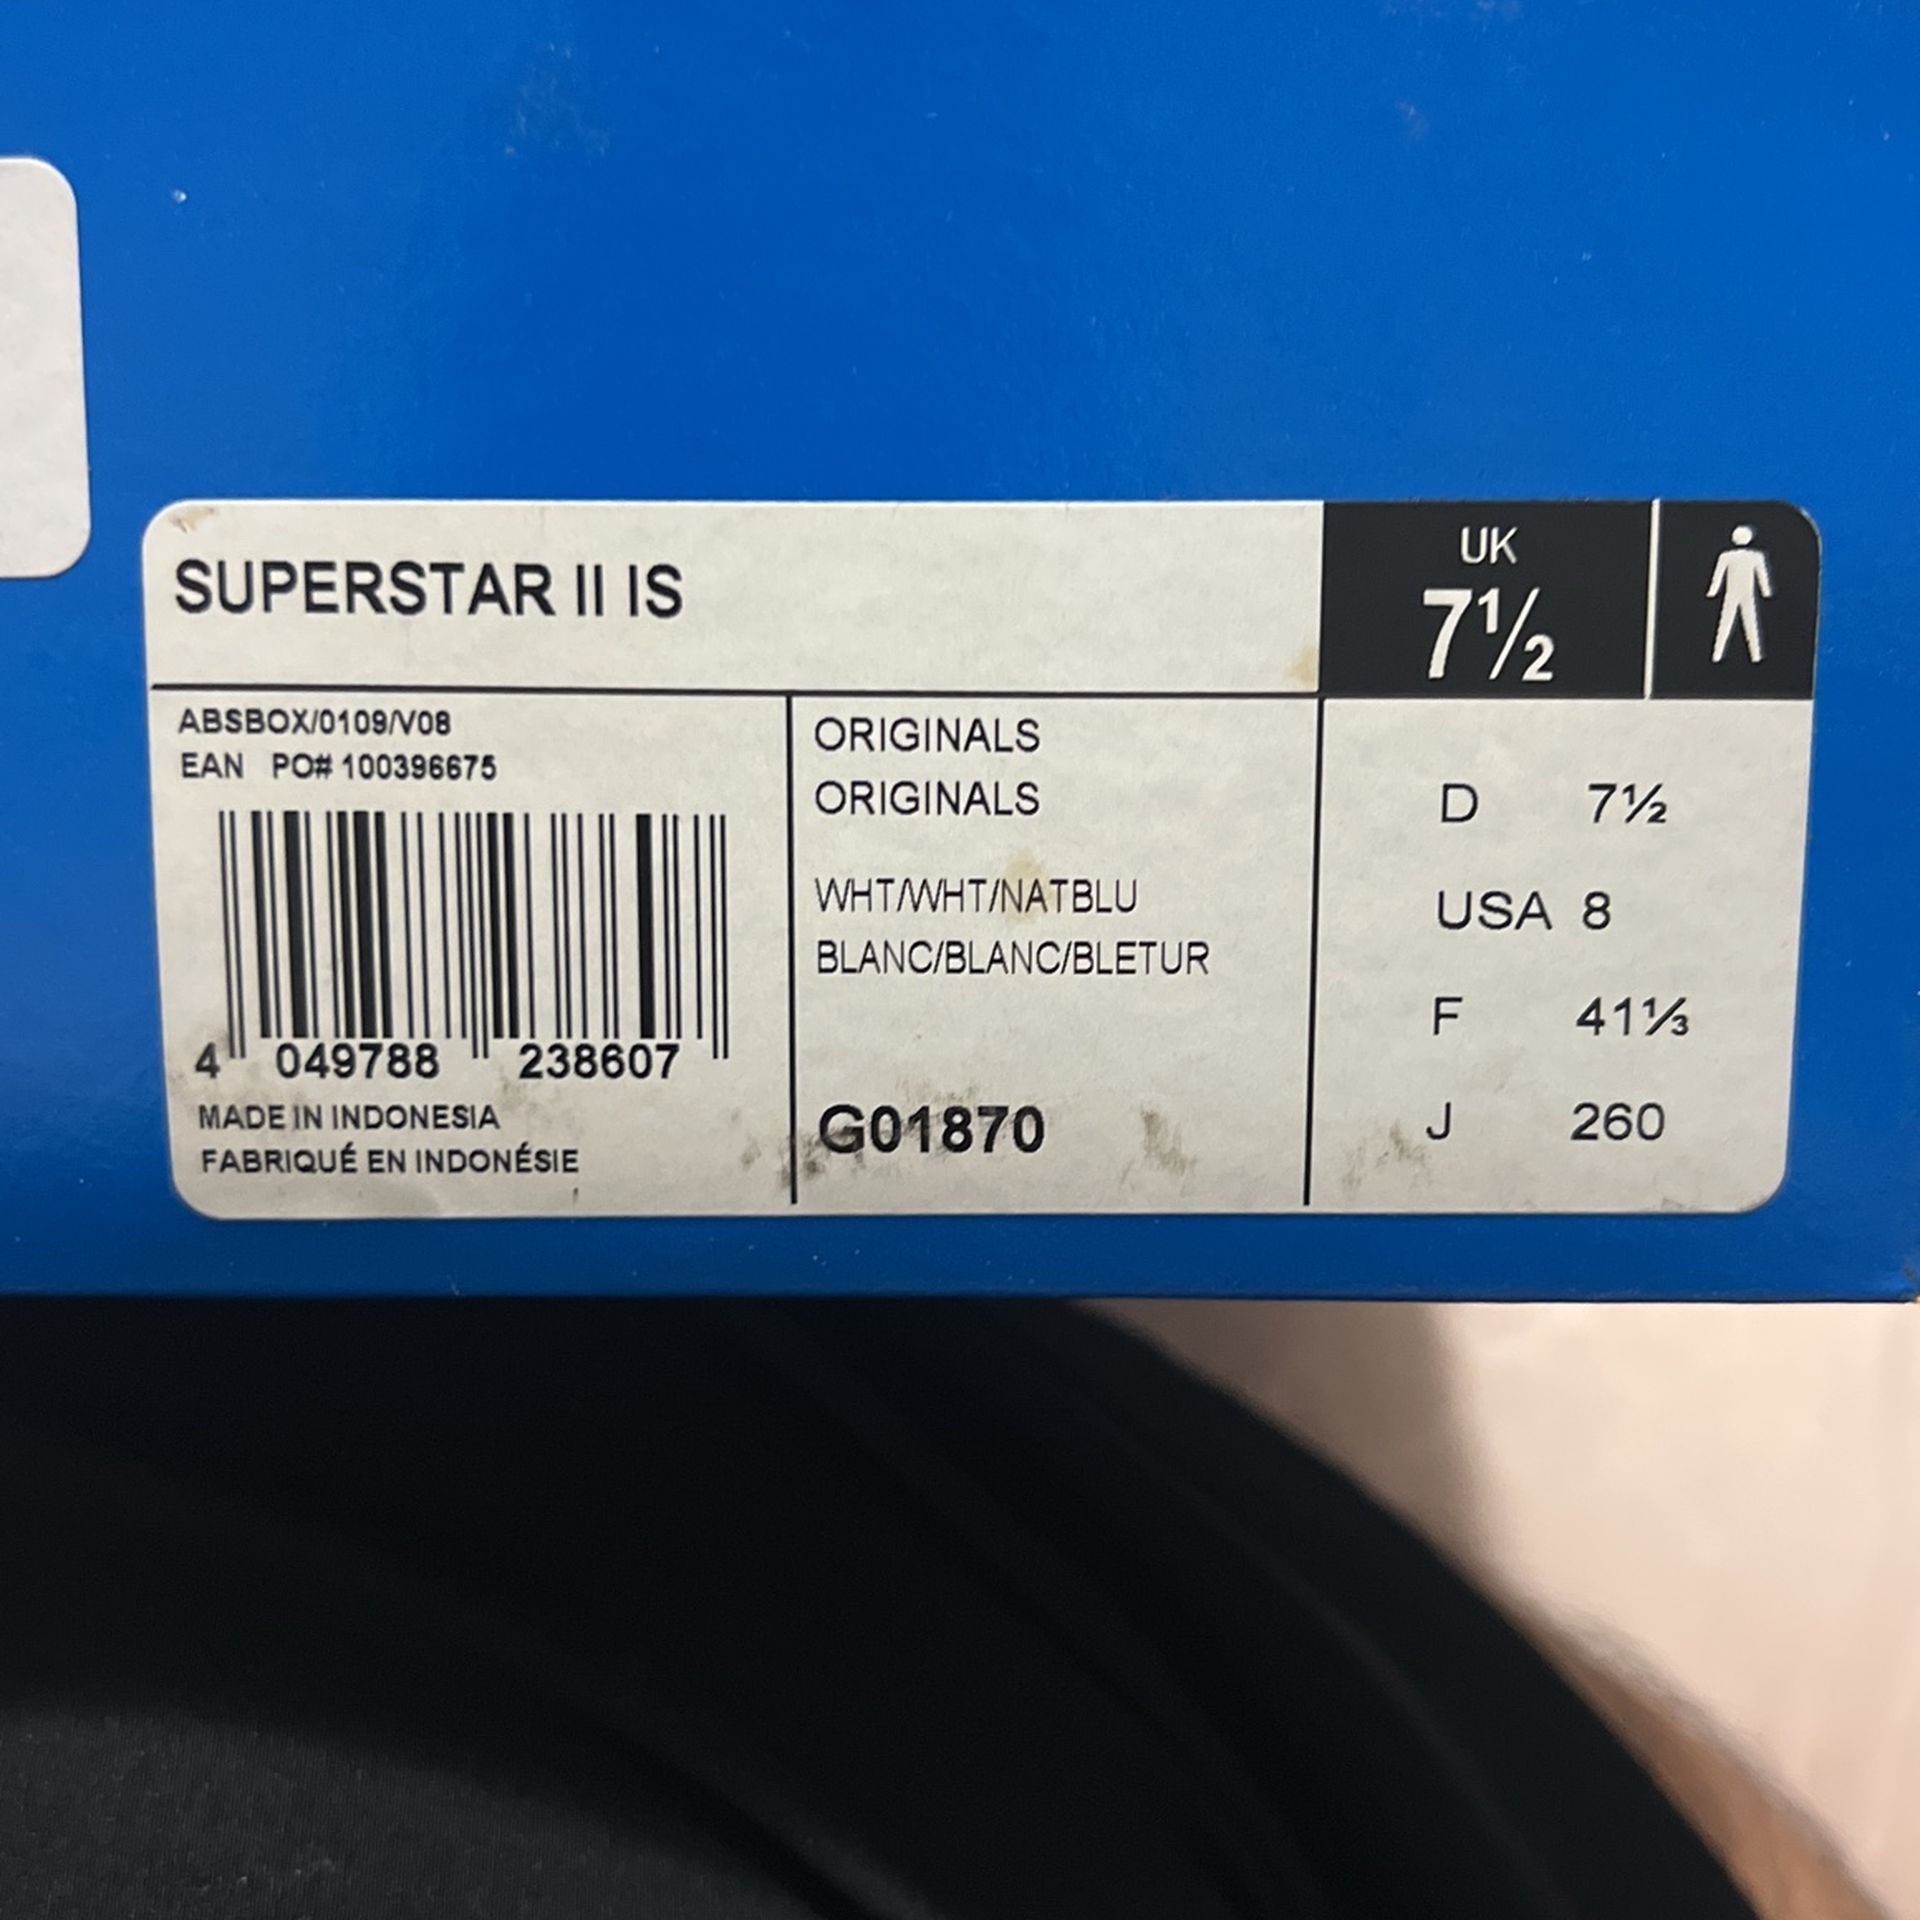 SUPERSTAR II IS
UK
7½
ABSBOX/0109/V08
EAN PO# 100396675
4 049788 238607
MADE IN INDONESIA
FABRIQUÉ EN INDONÉSIE
ORIGINALS
ORIGINALS
WHT/WHT/NATBLU
BLANC/BLANC/BLETUR
G01870
D 7½
USA 8
F 41⅓
J 260